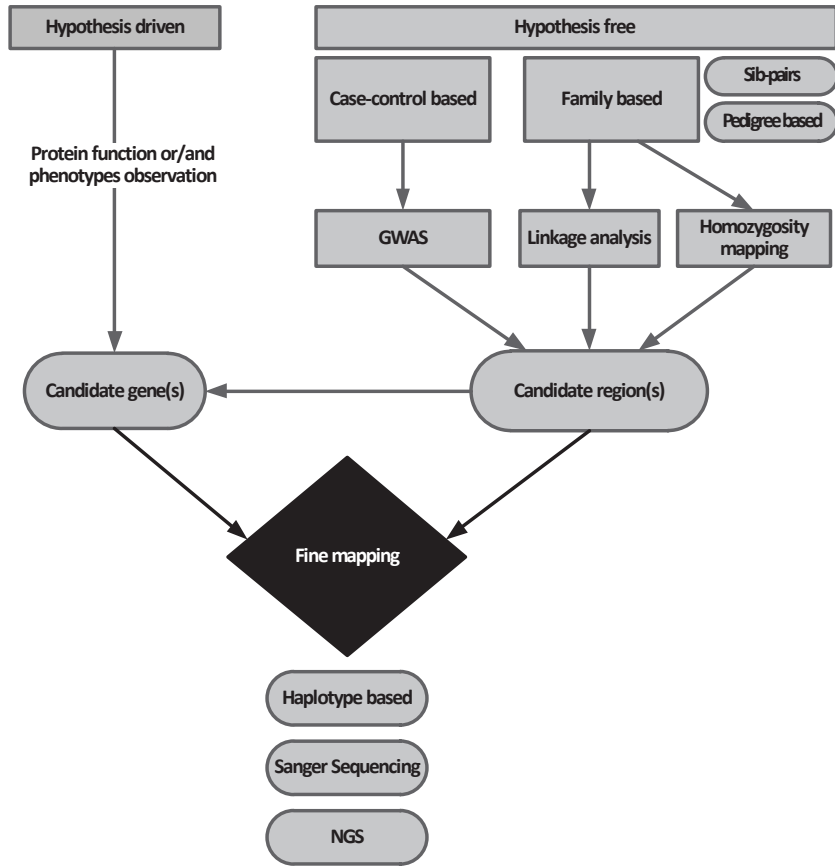 Hypothesis driven
Hypothesis free
Case-control based
Family based
Sib-pairs
Pedigree based
Protein function or/and
phenotypes observation
GWAS
Linkage analysis
Homozygosity
mapping
Candidate gene(s)
Candidate region(s)
Fine mapping
Haplotype based
Sanger Sequencing
NGS